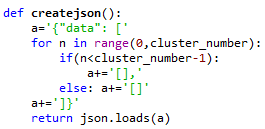 def createjson():
    a='{"data": ['
    for n in range(0,cluster_number):
        if(n<cluster_number-1):
            a+='[],'
        else: a+='[]'
    a+=']}'
    return json.loads(a)